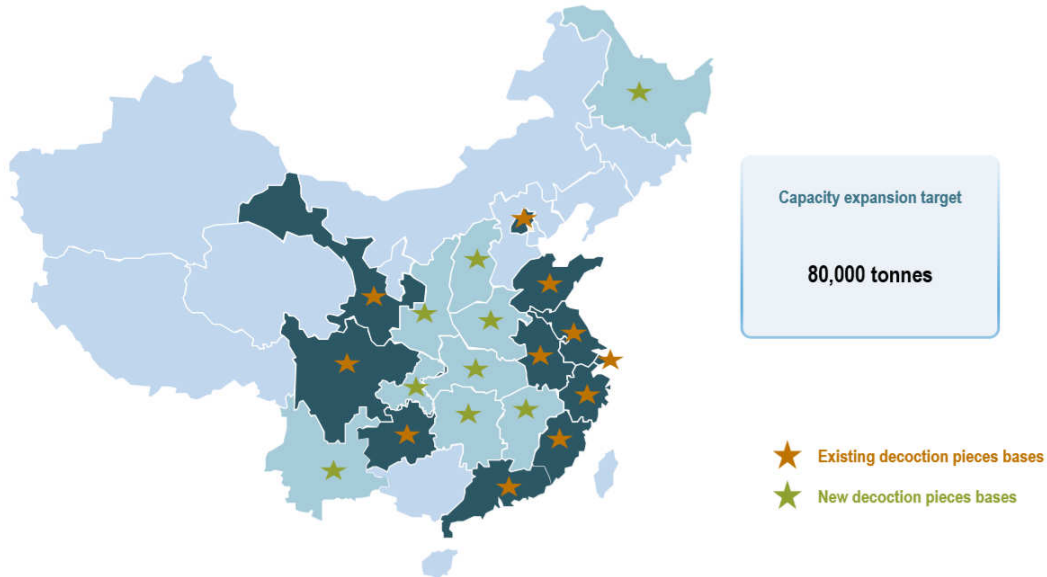 Capacity expansion target
80,000 tonnes
Existing decoction pieces bases
New decoction pieces bases